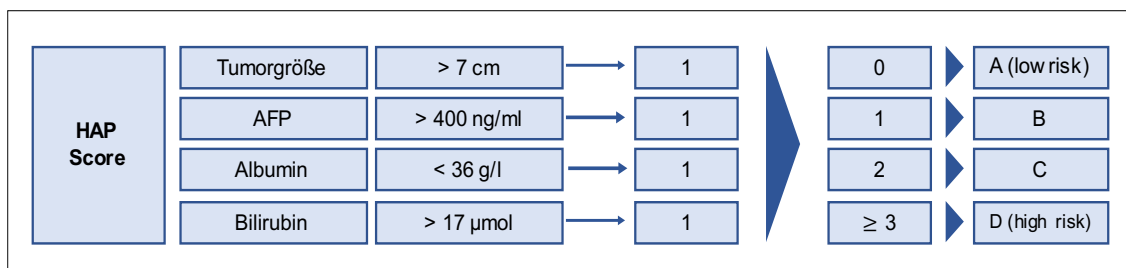 HAP
Score
Tumorgröße > 7 cm 1
AFP > 400 ng/ml 1
Albumin < 36 g/l 1
Bilirubin > 17 µmol 1
0 A (low risk)
1 B
2 C
≥ 3 D (high risk)